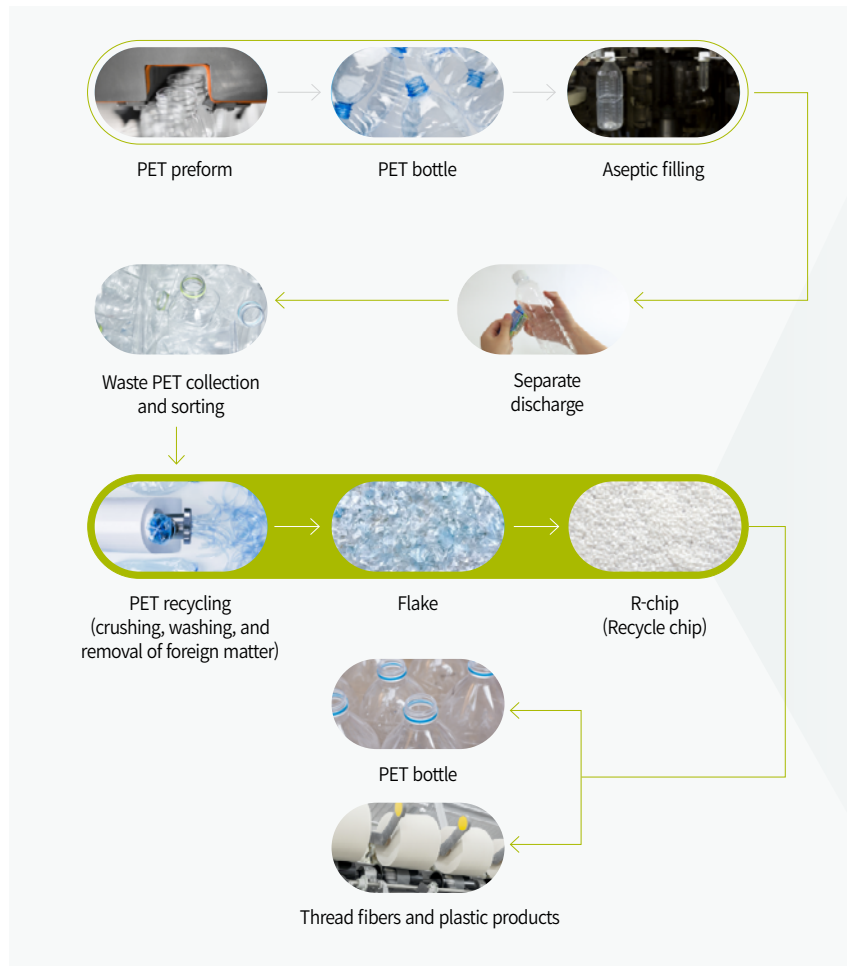 PET preform
PET bottle
Aseptic filling
Waste PET collection
and sorting
Separate
discharge
PET recycling
(crushing, washing, and
removal of foreign matter)
Flake
R-chip
(Recycle chip)
PET bottle
Thread fibers and plastic products